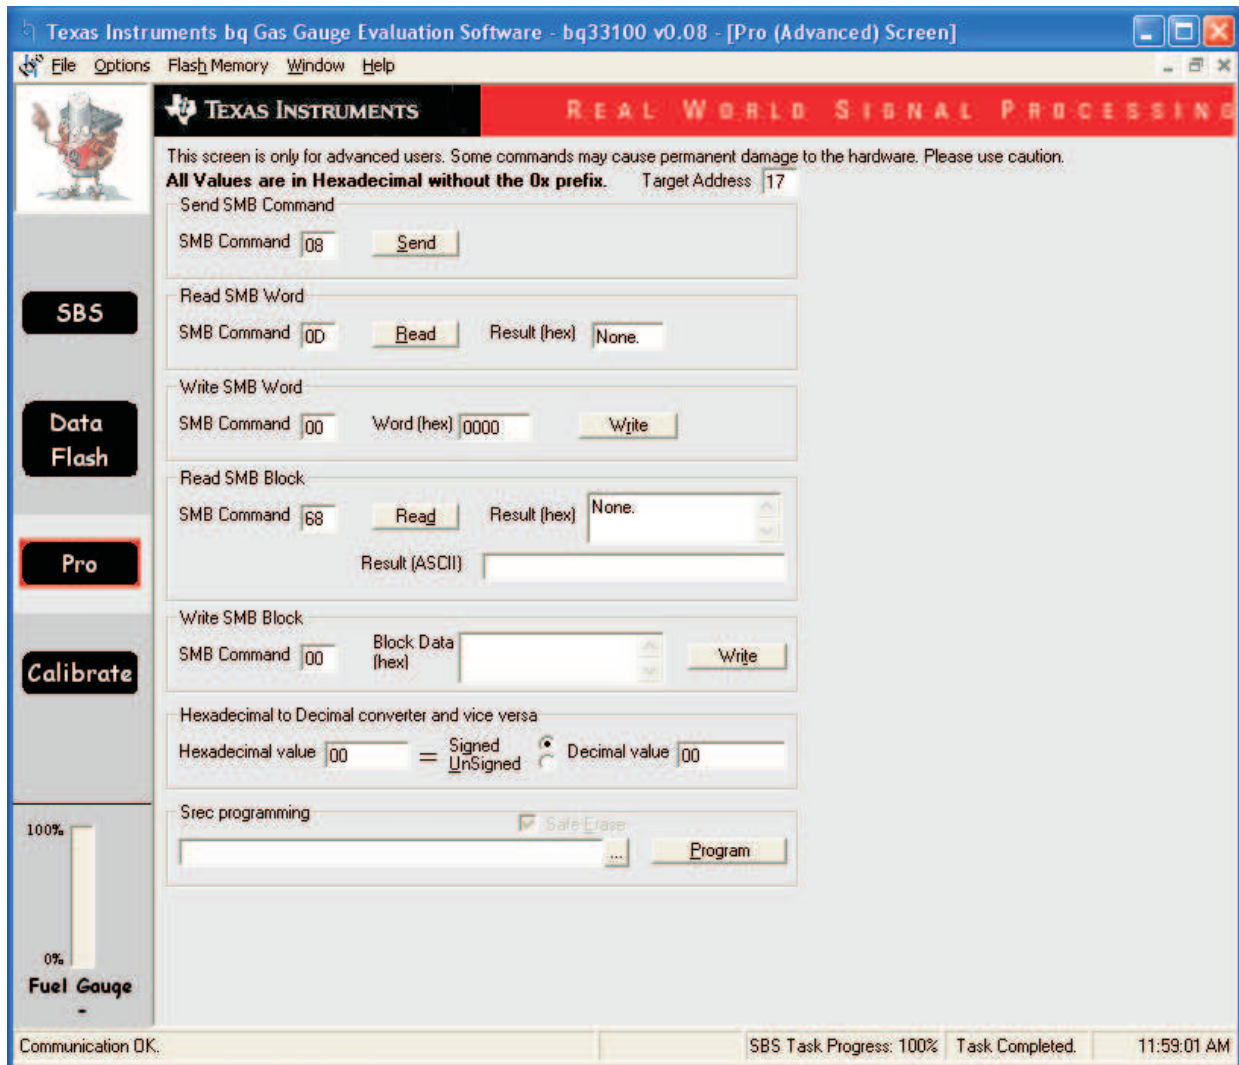 Texas Instruments bq Gas Gauge Evaluation Software - bq33100 v0.08 - [Pro (Advanced) Screen]
File Options Flash Memory Window Help
TEXAS INSTRUMENTS REAL WORLD SIGNAL PROCESSING
This screen is only for advanced users. Some commands may cause permanent damage to the hardware. Please use caution.
All Values are in Hexadecimal without the 0x prefix. Target Address 17
Send SMB Command
SMB Command 08 Send
SBS
Read SMB Word
SMB Command 0D Read Result (hex) None.
Write SMB Word
SMB Command 00 Word (hex) 0000 Write
Data
Flash
Read SMB Block
SMB Command 68 Read Result (hex) None.
Result (ASCII)
Pro
Write SMB Block
SMB Command 00 Block Data
(hex) Write
Calibrate
Hexadecimal to Decimal converter and vice versa
Hexadecimal value 00 = Signed
UnSigned Decimal value 00
Srec programming Safe Erase
... Program
100%
0%
Fuel Gauge
-
Communication OK. SBS Task Progress: 100% Task Completed. 11:59:01 AM